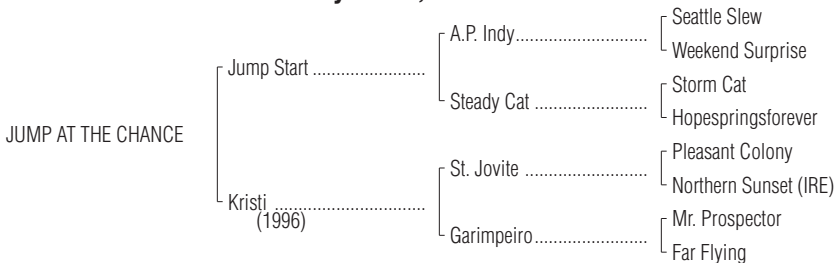 Seattle Slew
A.P. Indy..............................
Weekend Surprise
Jump Start ........................
Storm Cat
Steady Cat .........................
Hopespringsforever
JUMP AT THE CHANCE
Pleasant Colony
St. Jovite ..........................
Northern Sunset (IRE)
Kristi ................................
(1996)
Mr. Prospector
Garimpeiro.........................
Far Flying